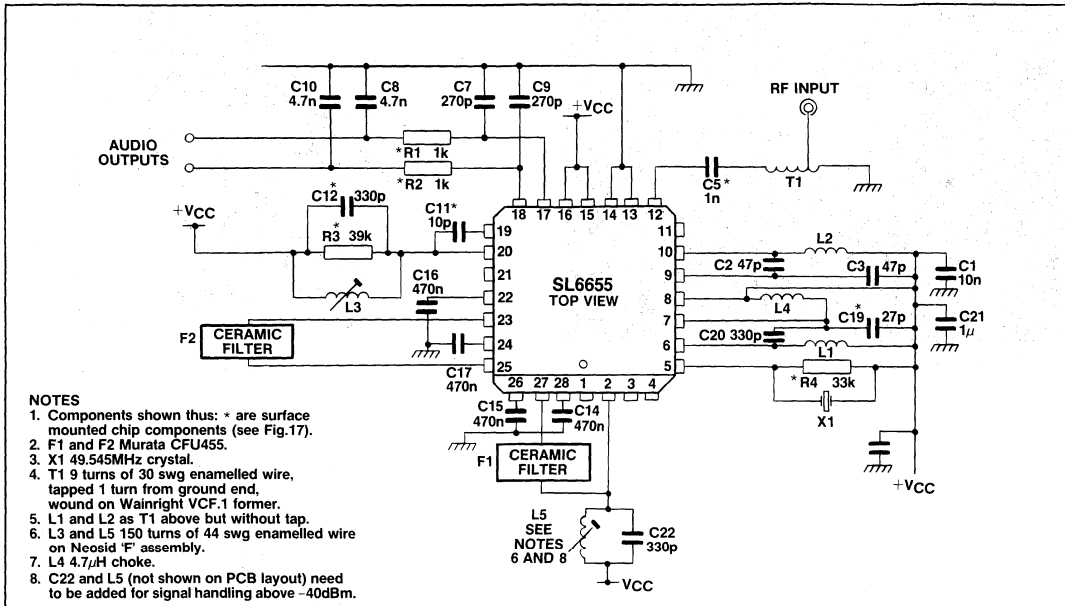 C10
4.7n
C8
4.7n
C7
270p
C9
270p
+VCC
RF INPUT
AUDIO
OUTPUTS
*R1 1k
*R2 1k
C5*
1n
T1
C12*
330p
+VCC
R3* 39k
L3
C11*
10p
18 17 16 15 14 13 12
19
20
21
22
23
24
25
11
10
9
8
7
6
5
26 27 28 1 2 3 4
SL6655
TOP VIEW
C16
470n
F2
CERAMIC
FILTER
C17
470n
L2
C2 47p
C3 47p
C1
10n
L4
C19* 27p
C20 330p
C21
1µ
L1
*R4 33k
X1
+VCC
C15
470n
C14
470n
F1
CERAMIC
FILTER
L5
SEE
NOTES
6 AND 8
C22
330p
VCC
NOTES
1. Components shown thus: * are surface
mounted chip components (see Fig.17).
2. F1 and F2 Murata CFU455.
3. X1 49.545MHz crystal.
4. T1 9 turns of 30 swg enamelled wire,
tapped 1 turn from ground end,
wound on Wainright VCF.1 former.
5. L1 and L2 as T1 above but without tap.
6. L3 and L5 150 turns of 44 swg enamelled wire
on Neosid 'F' assembly.
7. L4 4.7µH choke.
8. C22 and L5 (not shown on PCB layout) need
to be added for signal handling above –40dBm.